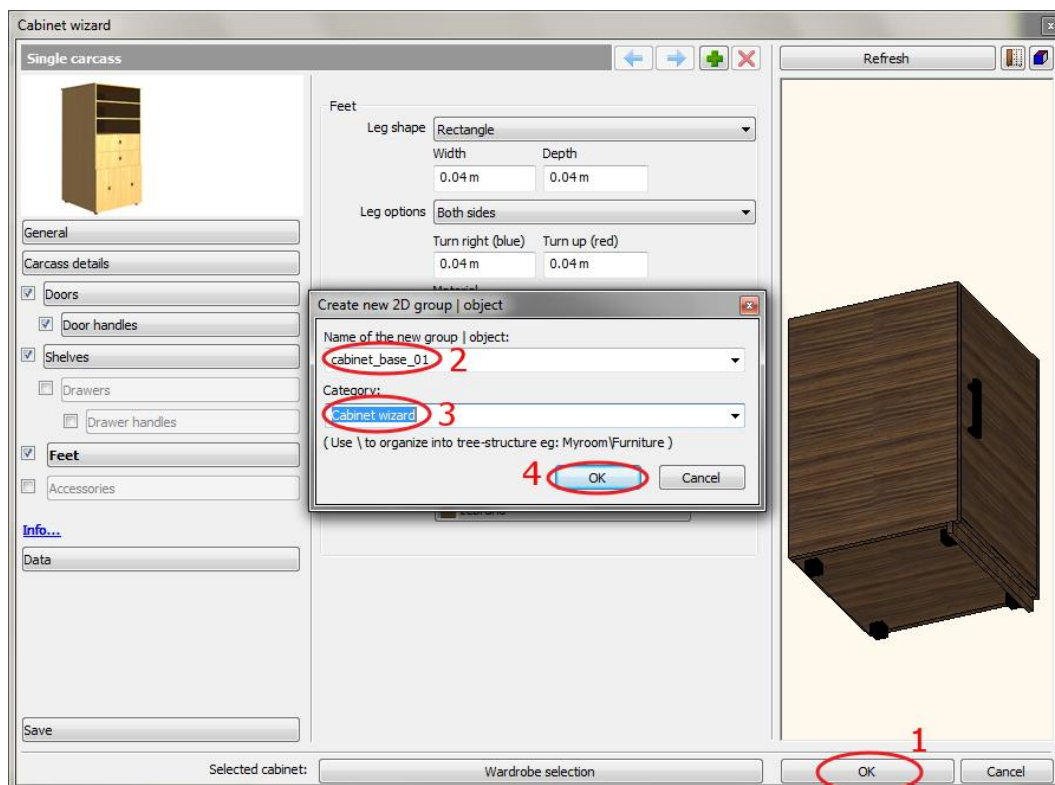 Cabinet wizard
Single carcass
Refresh
Feet
Leg shape Rectangle
Width Depth
0.04 m 0.04 m
Leg options Both sides
Turn right (blue) Turn up (red)
0.04 m 0.04 m
General
Carcass details
Doors
Door handles
Shelves
Drawers
Drawer handles
Feet
Accessories
Info...
Data
Save
Create new 2D group | object
Name of the new group | object:
cabinet_base_01 2
Category:
Cabinet wizard 3
( Use \ to organize into tree-structure eg: Myroom\Furniture )
4 OK Cancel
1
Selected cabinet: Wardrobe selection OK Cancel